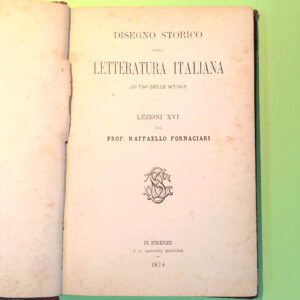 DISEGNO STORICO
DELLA
LETTERATURA ITALIANA
AD USO DELLE SCUOLE
LEZIONI XVI
DEL
PROF. RAFFAELLO FORNACIARI
IN FIRENZE
G. C. SANSONI, EDITORE
1874